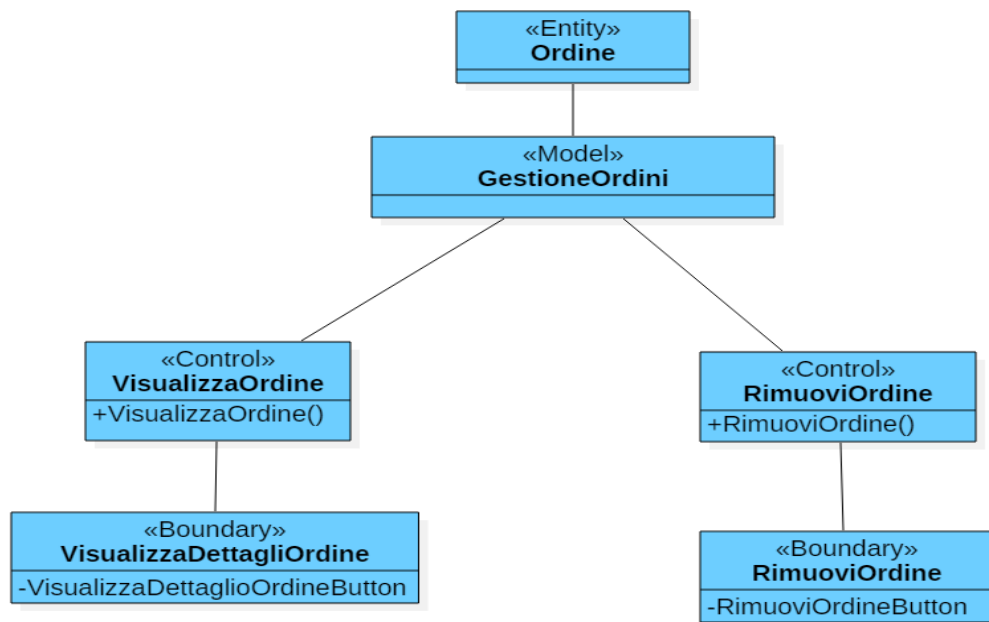 «Entity»
Ordine
«Model»
GestioneOrdini
«Control»
VisualizzaOrdine
+VisualizzaOrdine()
«Control»
RimuoviOrdine
+RimuoviOrdine()
«Boundary»
VisualizzaDettagliOrdine
-VisualizzaDettaglioOrdineButton
«Boundary»
RimuoviOrdine
-RimuoviOrdineButton